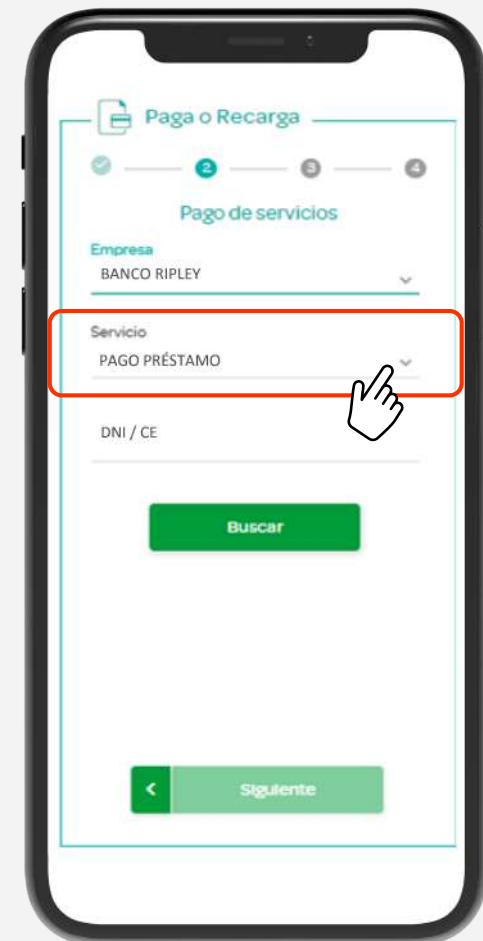 Paga o Recarga
2 3 4
Pago de servicios
Empresa
BANCO RIPLEY
Servicio
PAGO PRÉSTAMO
DNI / CE
Buscar
< Siguiente